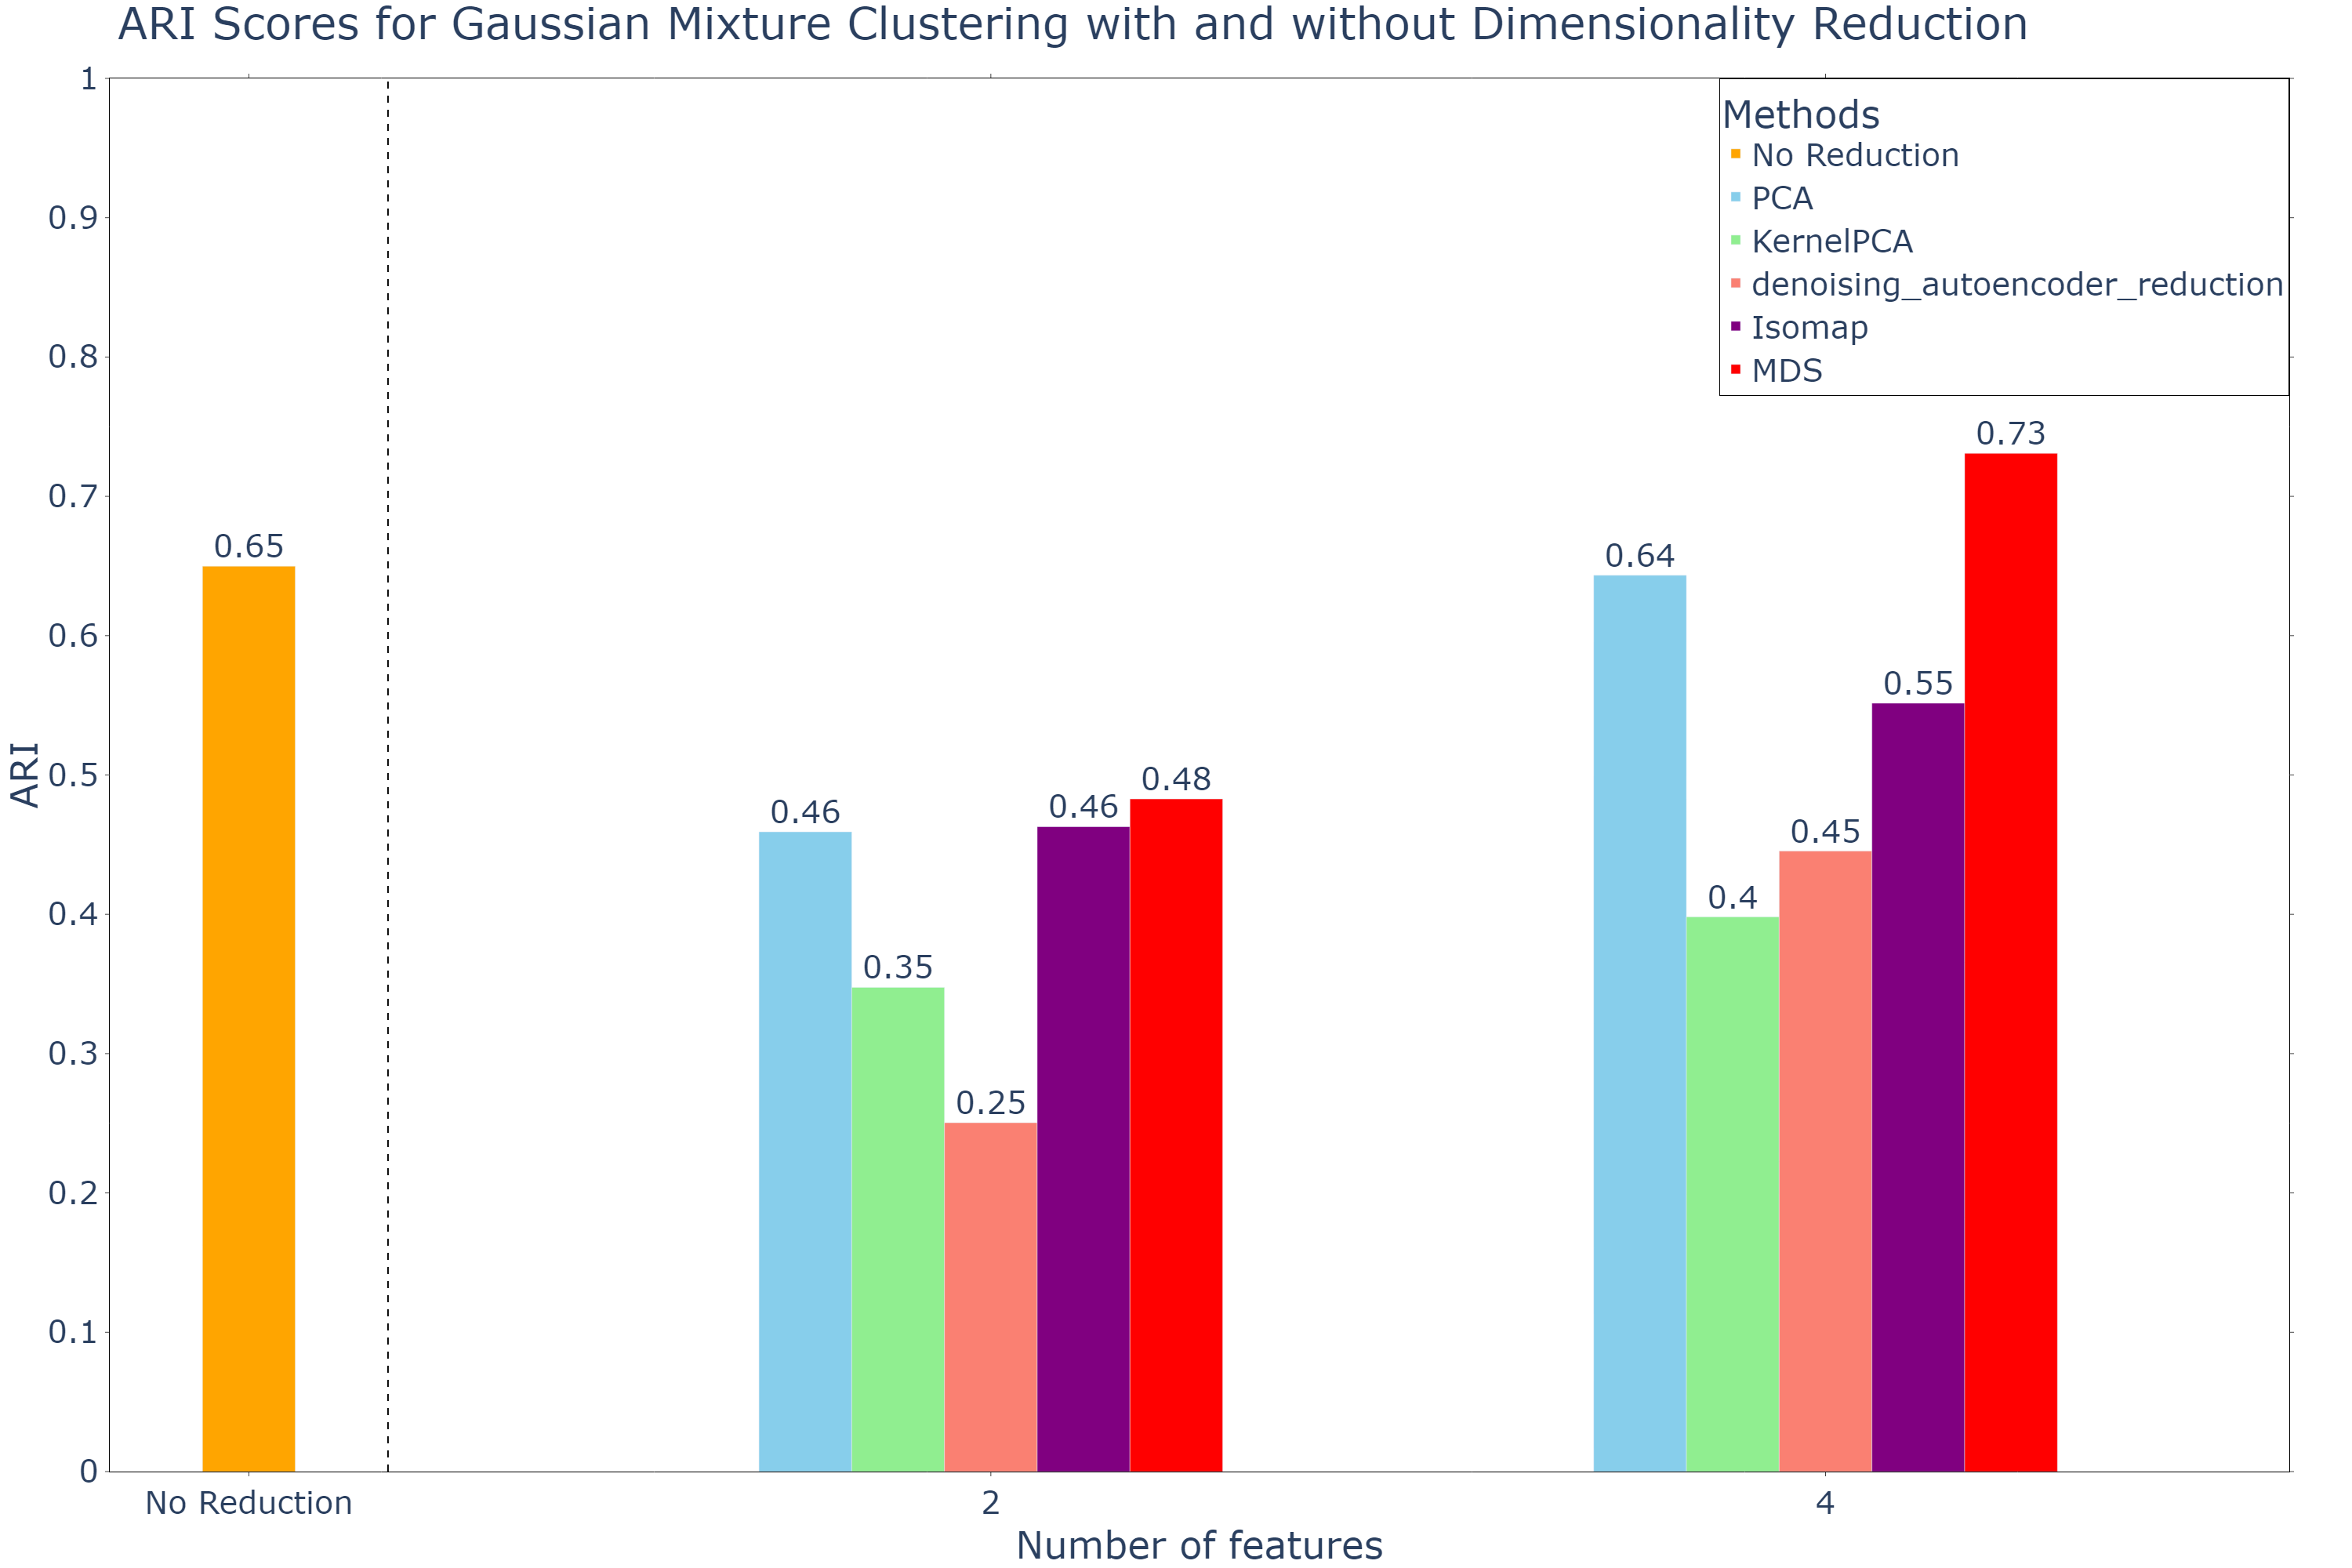 ARI Scores for Gaussian Mixture Clustering with and without Dimensionality Reduction
Methods
No Reduction
PCA
KernelPCA
denoising_autoencoder_reduction
Isomap
MDS
ARI
1
0.9
0.8
0.7
0.6
0.5
0.4
0.3
0.2
0.1
0
0.65
0.46
0.35
0.25
0.46
0.48
0.64
0.4
0.45
0.55
0.73
No Reduction
2
4
Number of features